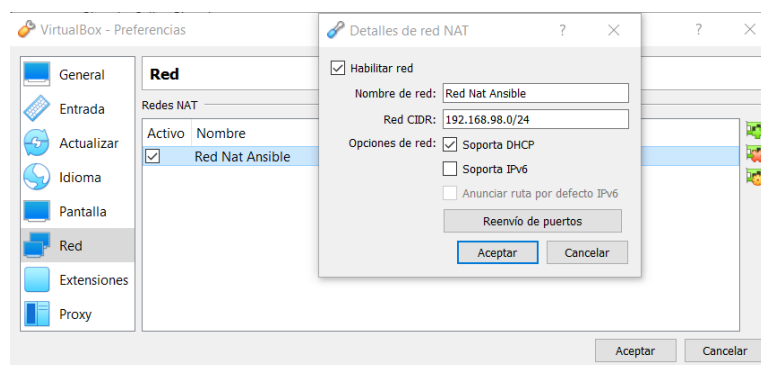 VirtualBox - Preferencias
?
General
Entrada
Actualizar
Idioma
Pantalla
Red
Extensiones
Proxy
Red
Redes NAT
Activo Nombre
Red Nat Ansible
Detalles de red NAT
?
Habilitar red
Nombre de red: Red Nat Ansible
Red CIDR: 192.168.98.0/24
Opciones de red: Soporta DHCP
Soporta IPv6
Anunciar ruta por defecto IPv6
Reenvío de puertos
Aceptar Cancelar
Aceptar Cancelar